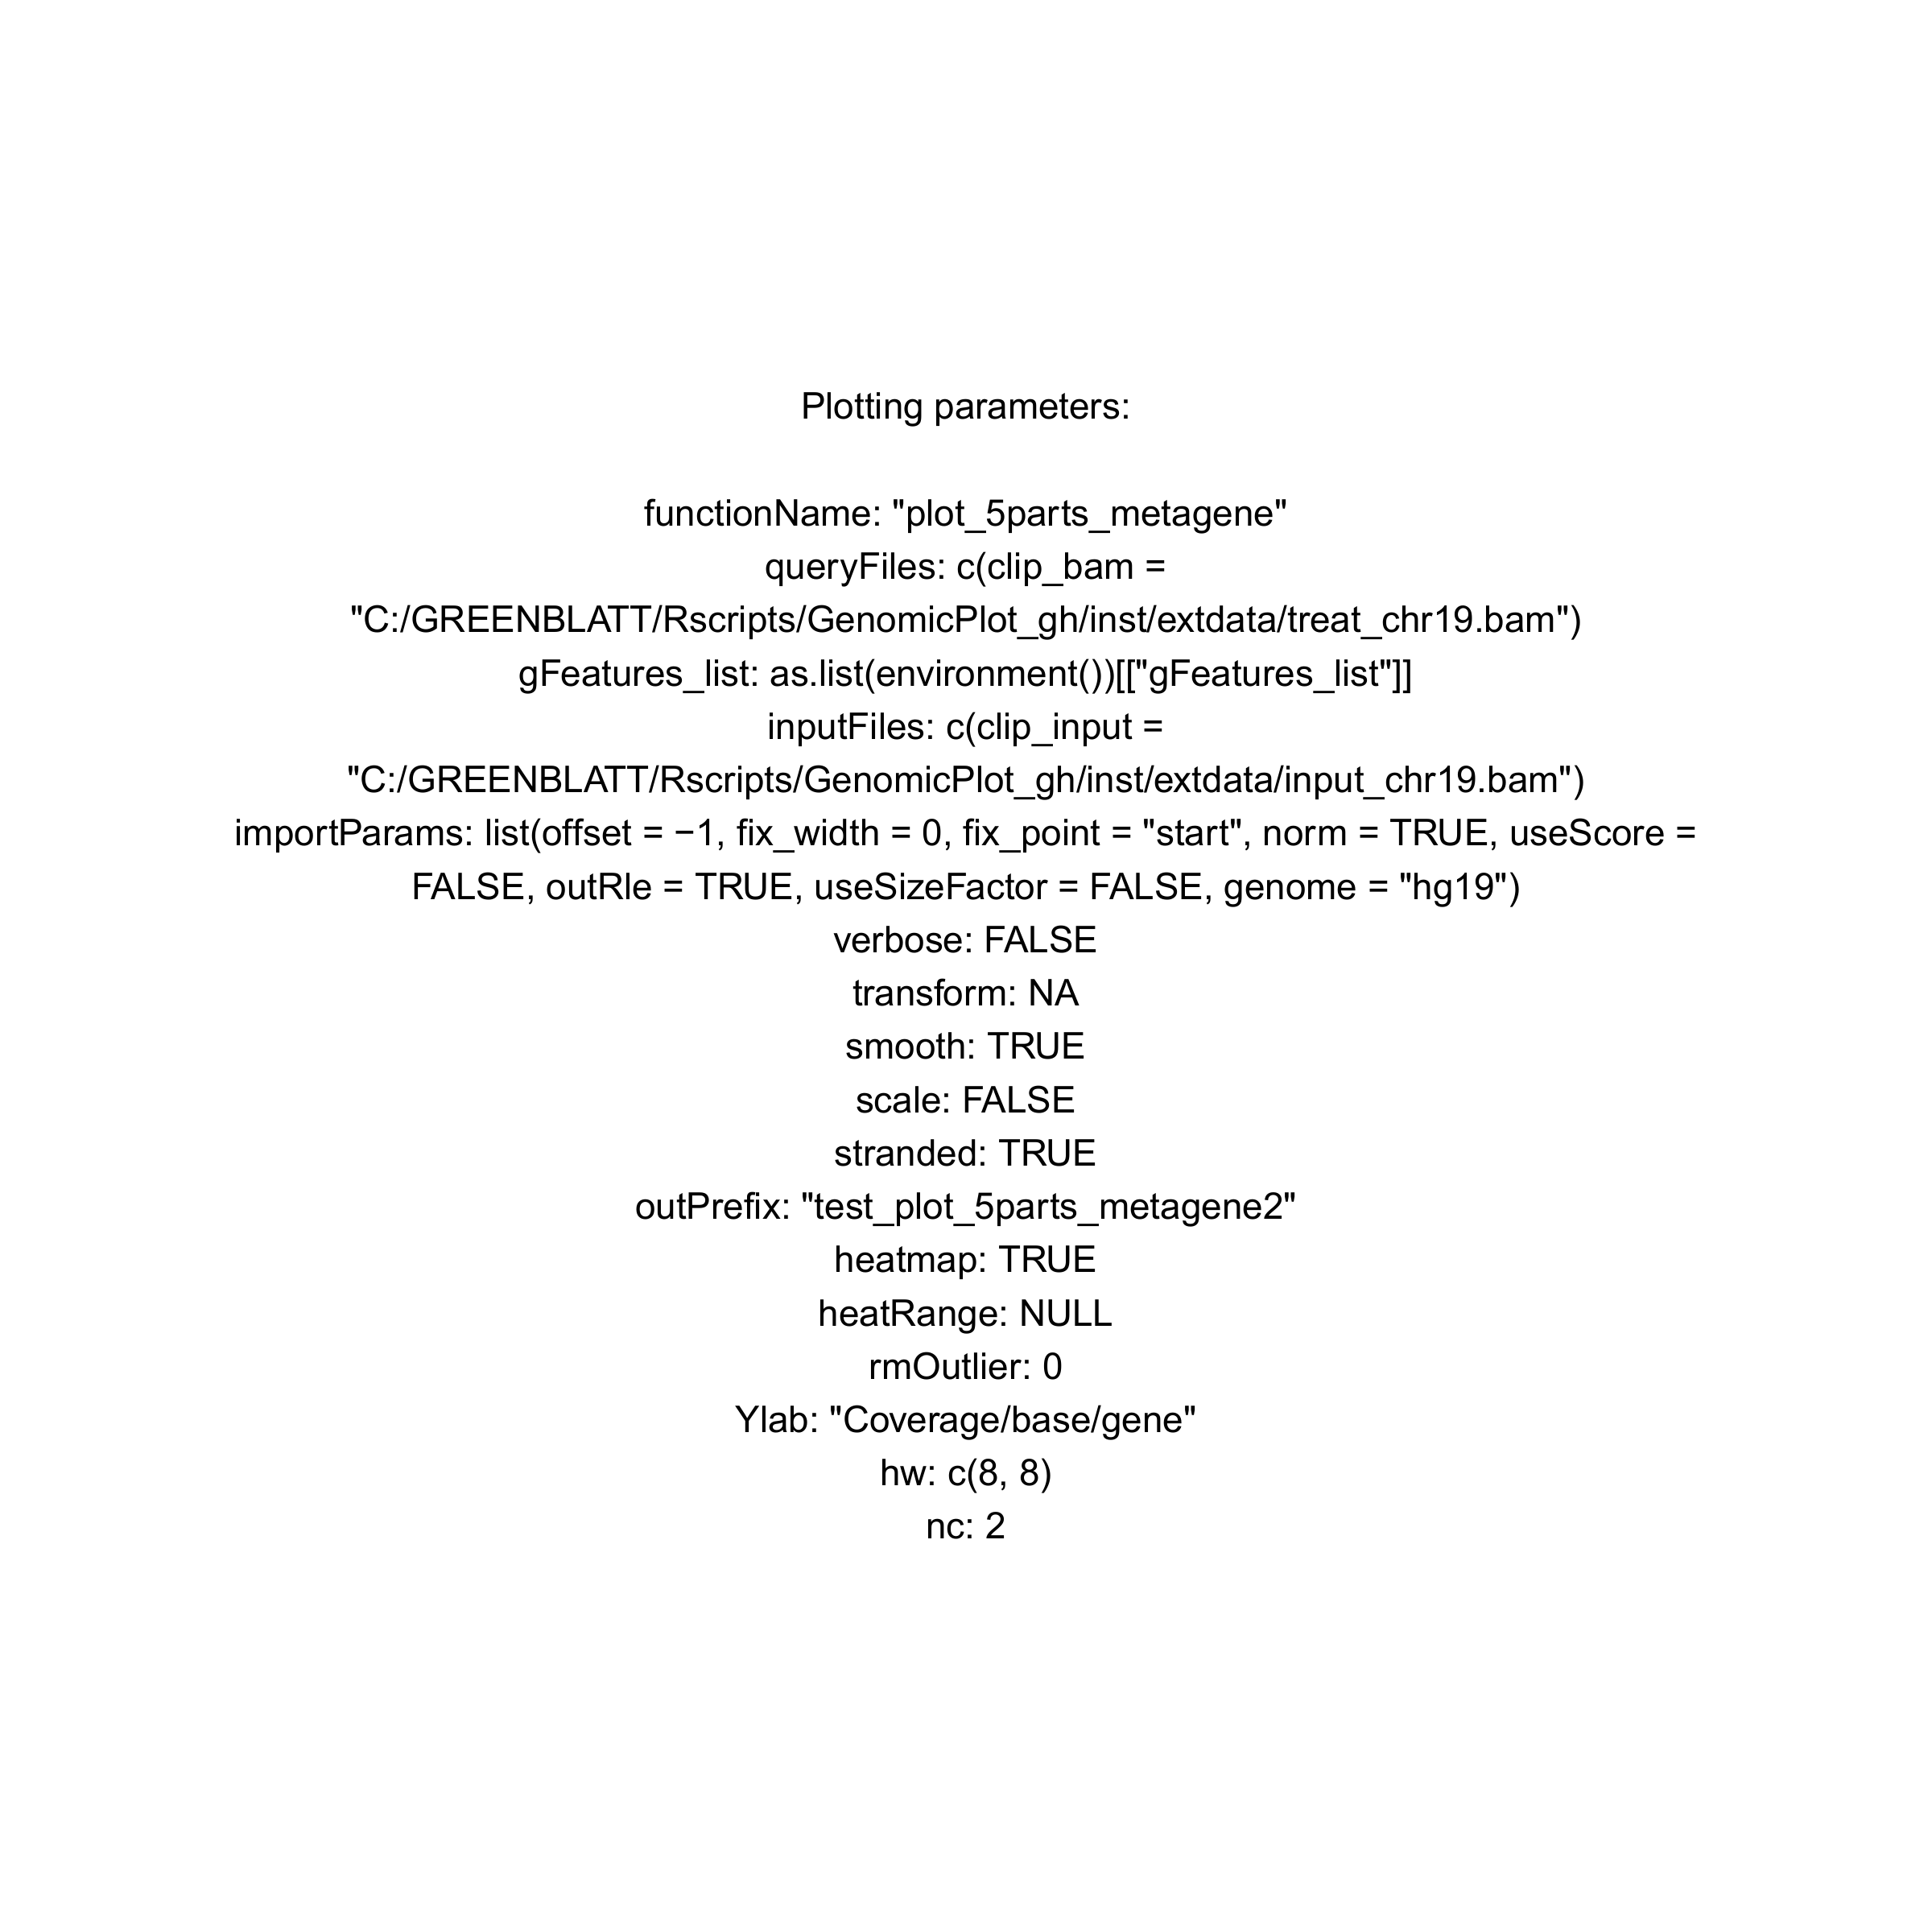 Plotting parameters:
functionName: "plot_5parts_metagene"
queryFiles: c(clip_bam =
"C:/GREENBLATT/Rscripts/GenomicPlot_gh/inst/extdata/treat_chr19.bam")
gFeatures_list: as.list(environment())[["gFeatures_list"]]
inputFiles: c(clip_input =
"C:/GREENBLATT/Rscripts/GenomicPlot_gh/inst/extdata/input_chr19.bam")
importParams: list(offset = −1, fix_width = 0, fix_point = "start", norm = TRUE, useScore =
FALSE, outRle = TRUE, useSizeFactor = FALSE, genome = "hg19")
verbose: FALSE
transform: NA
smooth: TRUE
scale: FALSE
stranded: TRUE
outPrefix: "test_plot_5parts_metagene2"
heatmap: TRUE
heatRange: NULL
rmOutlier: 0
Ylab: "Coverage/base/gene"
hw: c(8, 8)
nc: 2